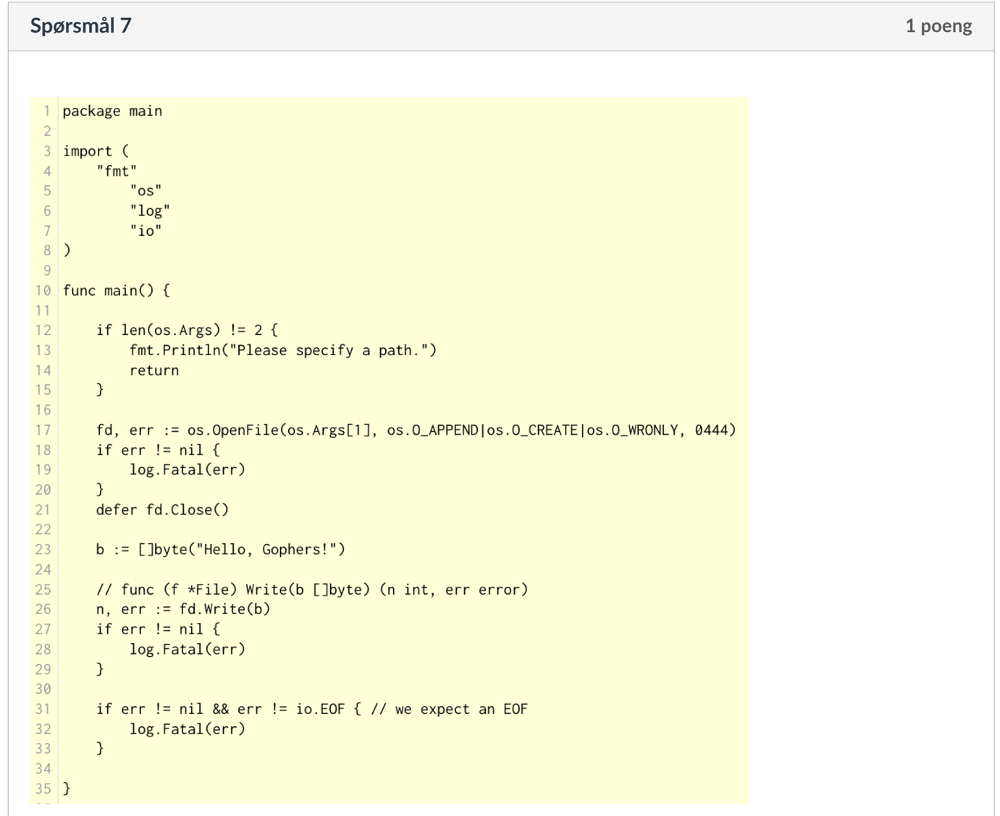 Spørsmål 7
1 poeng
1 package main
2
3 import (
4     "fmt"
5         "os"
6         "log"
7         "io"
8 )
9
10 func main() {
11
12     if len(os.Args) != 2 {
13         fmt.Println("Please specify a path.")
14         return
15     }
16
17     fd, err := os.OpenFile(os.Args[1], os.O_APPEND|os.O_CREATE|os.O_WRONLY, 0444)
18     if err != nil {
19         log.Fatal(err)
20     }
21     defer fd.Close()
22
23     b := []byte("Hello, Gophers!")
24
25     // func (f *File) Write(b []byte) (n int, err error)
26     n, err := fd.Write(b)
27     if err != nil {
28         log.Fatal(err)
29     }
30
31     if err != nil && err != io.EOF { // we expect an EOF
32         log.Fatal(err)
33     }
34
35 }